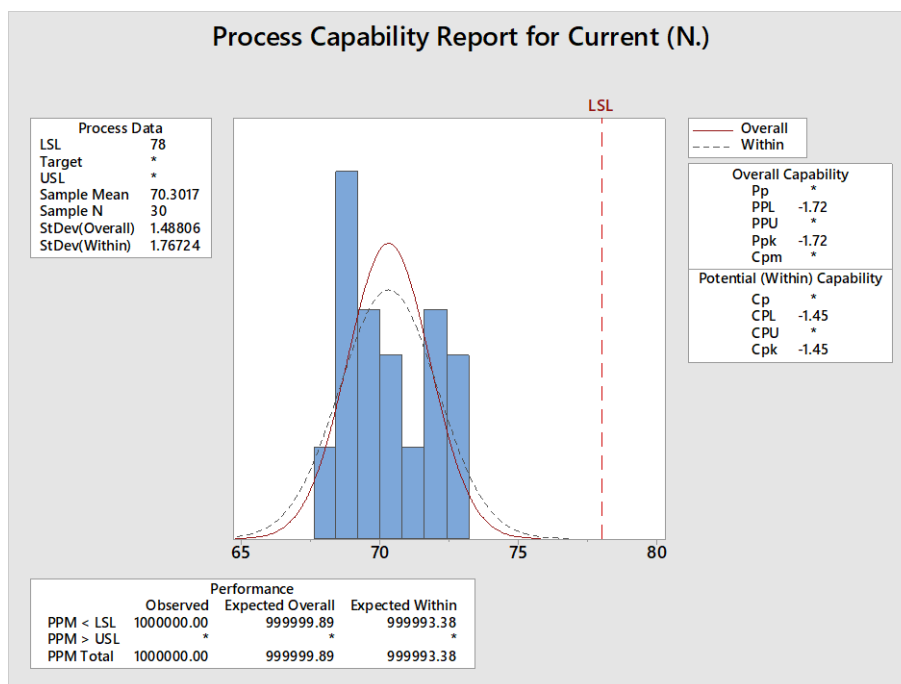 Process Capability Report for Current (N.)
LSL
Process Data
LSL 78
Target *
USL *
Sample Mean 70.3017
Sample N 30
StDev(Overall) 1.48806
StDev(Within) 1.76724
Overall
Within
Overall Capability
Pp *
PPL -1.72
PPU *
Ppk -1.72
Cpm *
Potential (Within) Capability
Cp *
CPL -1.45
CPU *
Cpk -1.45
65 70 75 80
Performance
Observed Expected Overall Expected Within
PPM < LSL 1000000.00 999999.89 999993.38
PPM > USL * * *
PPM Total 1000000.00 999999.89 999993.38